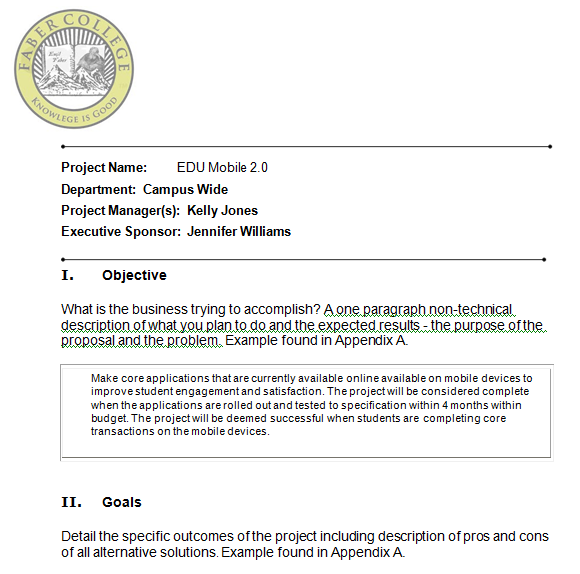 FABER COLLEGE
Emil
Faber
KNOWLEGE IS GOOD
Project Name: EDU Mobile 2.0
Department: Campus Wide
Project Manager(s): Kelly Jones
Executive Sponsor: Jennifer Williams
I. Objective
What is the business trying to accomplish? A one paragraph non-technical
description of what you plan to do and the expected results - the purpose of the
proposal and the problem. Example found in Appendix A.
Make core applications that are currently available online available on mobile devices to
improve student engagement and satisfaction. The project will be considered complete
when the applications are rolled out and tested to specification within 4 months within
budget. The project will be deemed successful when students are completing core
transactions on the mobile devices.
II. Goals
Detail the specific outcomes of the project including description of pros and cons
of all alternative solutions. Example found in Appendix A.